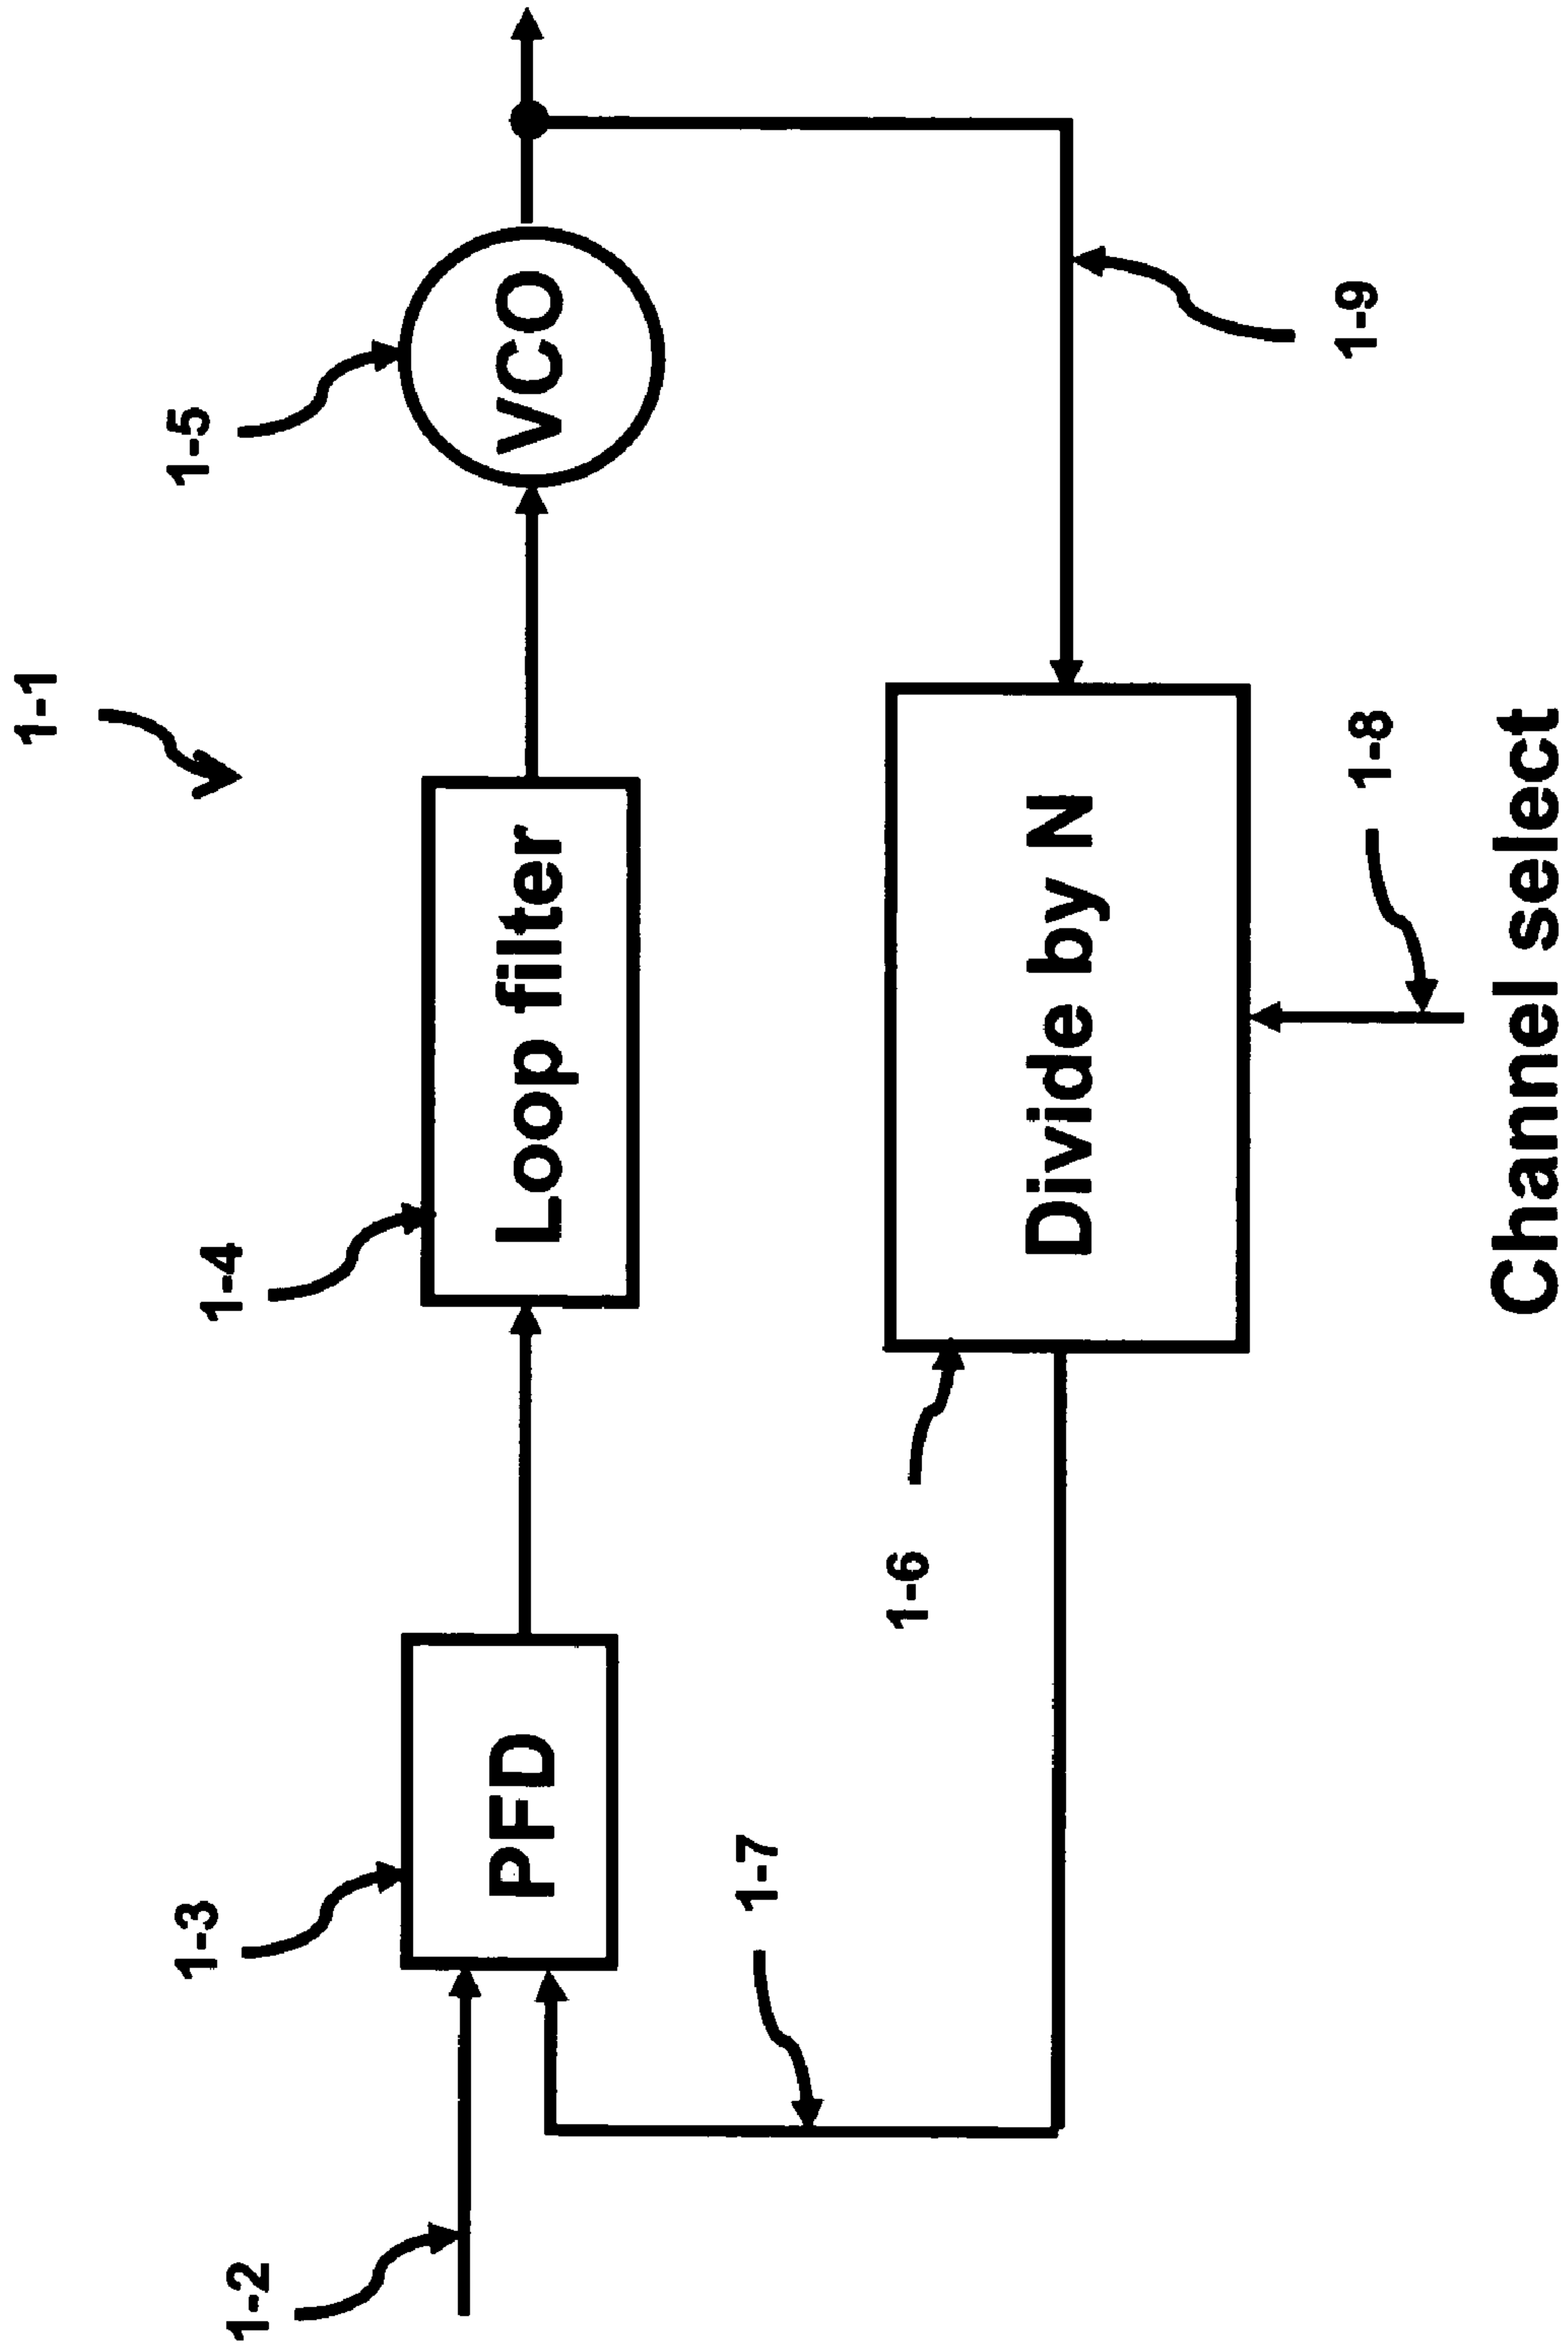 1-1
1-2
1-3
1-4
1-5
PFD
Loop filter
VCO
1-7
1-6
Divide by N
1-9
1-8
Channel select